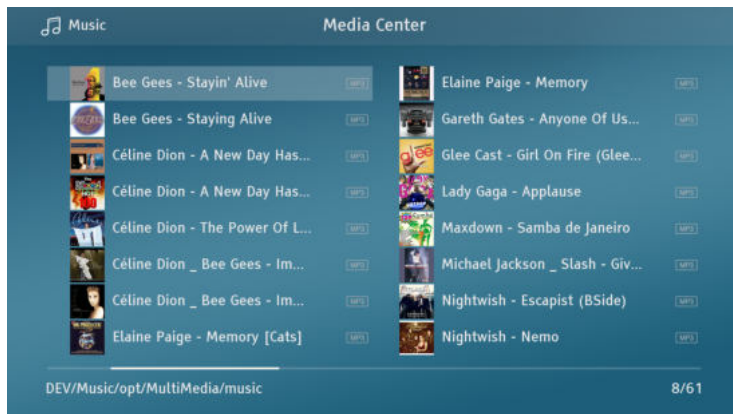 Music
Media Center
Bee Gees - Stayin' Alive MP3
Bee Gees - Staying Alive MP3
Céline Dion - A New Day Has... MP3
Céline Dion - A New Day Has... MP3
Céline Dion - The Power Of L... MP3
Céline Dion _ Bee Gees - Im... MP3
Céline Dion _ Bee Gees - Im... MP3
Elaine Paige - Memory [Cats] MP3
Elaine Paige - Memory MP3
Gareth Gates - Anyone Of Us... MP3
glee
Glee Cast - Girl On Fire (Glee... MP3
Lady Gaga - Applause MP3
Maxdown - Samba de Janeiro MP3
Michael Jackson _ Slash - Giv... MP3
Nightwish - Escapist (BSide) MP3
Nightwish - Nemo MP3
DEV/Music/opt/MultiMedia/music
8/61